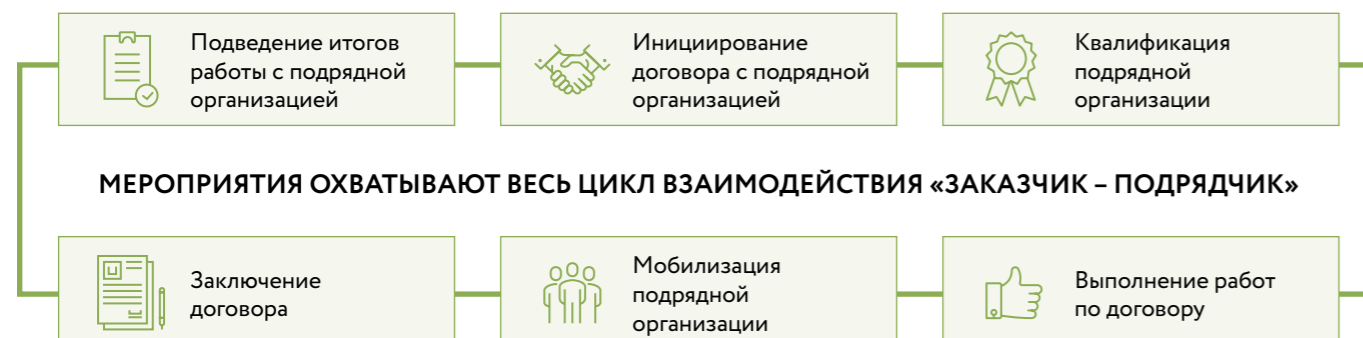 Подведение итогов
работы с подрядной
организацией
Инициирование
договора с подрядной
организацией
Квалификация
подрядной
организации
МЕРОПРИЯТИЯ ОХВАТЫВАЮТ ВЕСЬ ЦИКЛ ВЗАИМОДЕЙСТВИЯ «ЗАКАЗЧИК – ПОДРЯДЧИК»
Заключение
договора
Мобилизация
подрядной
организации
Выполнение работ
по договору